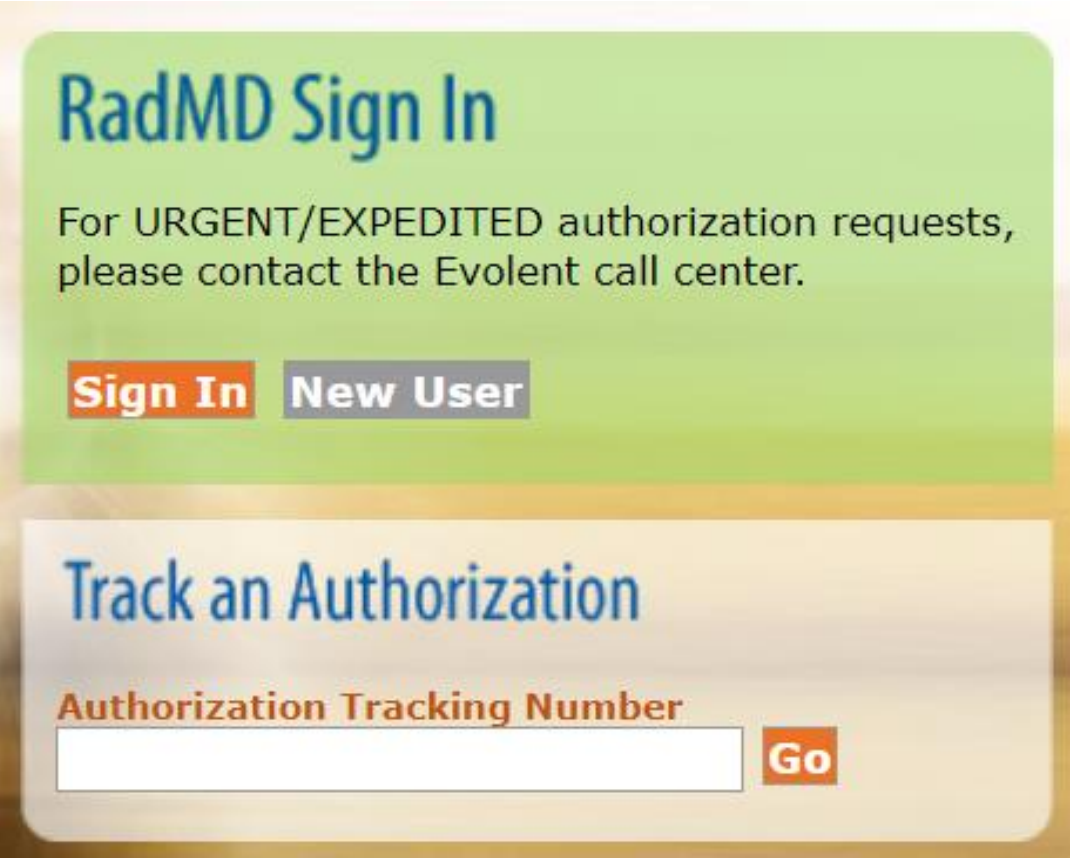 RadMD Sign In
For URGENT/EXPEDITED authorization requests,
please contact the Evolent call center.
Sign In New User
Track an Authorization
Authorization Tracking Number
Go